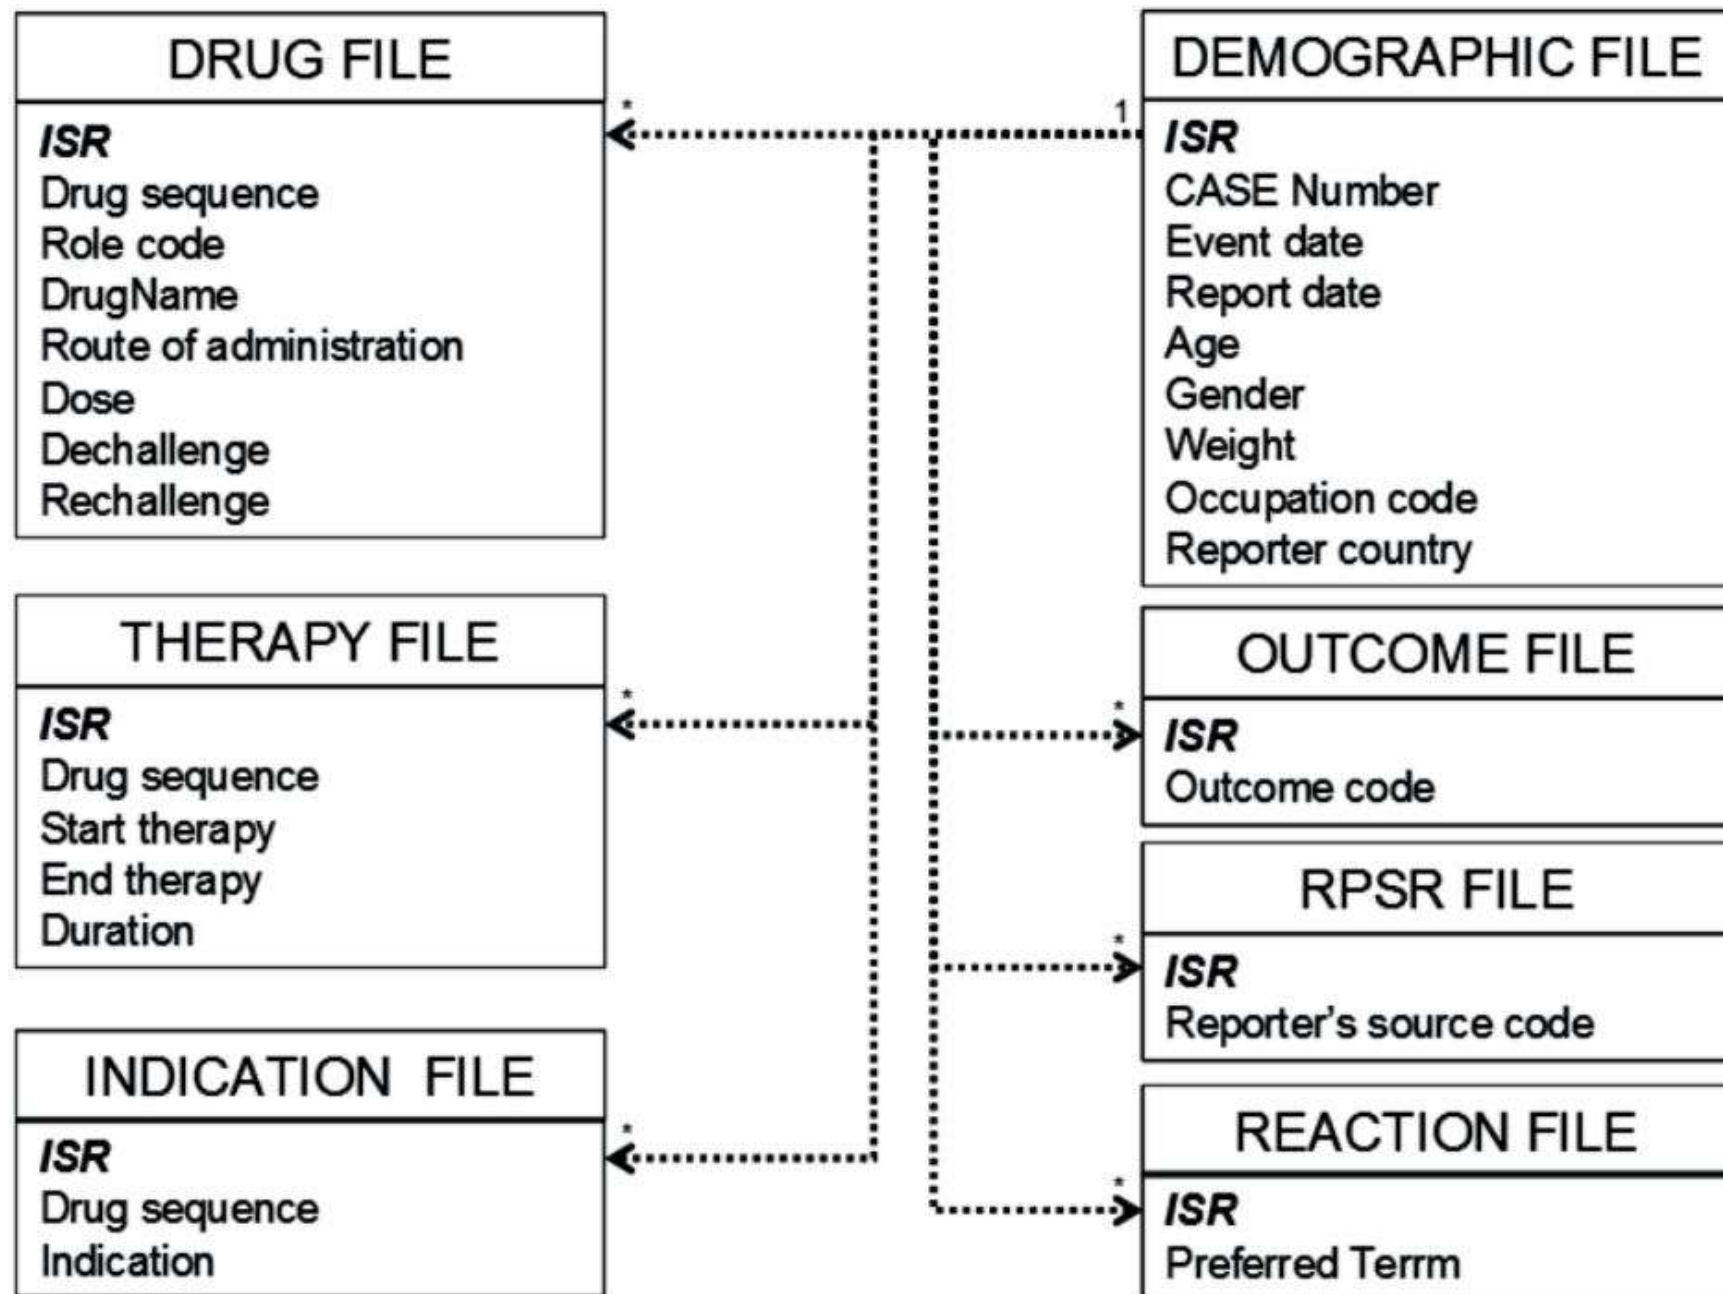 DRUG FILE
ISR
Drug sequence
Role code
DrugName
Route of administration
Dose
Dechallenge
Rechallenge
THERAPY FILE
ISR
Drug sequence
Start therapy
End therapy
Duration
INDICATION FILE
ISR
Drug sequence
Indication
*
*
*
1
*
*
*
DEMOGRAPHIC FILE
ISR
CASE Number
Event date
Report date
Age
Gender
Weight
Occupation code
Reporter country
OUTCOME FILE
ISR
Outcome code
RPSR FILE
ISR
Reporter's source code
REACTION FILE
ISR
Preferred Terrm